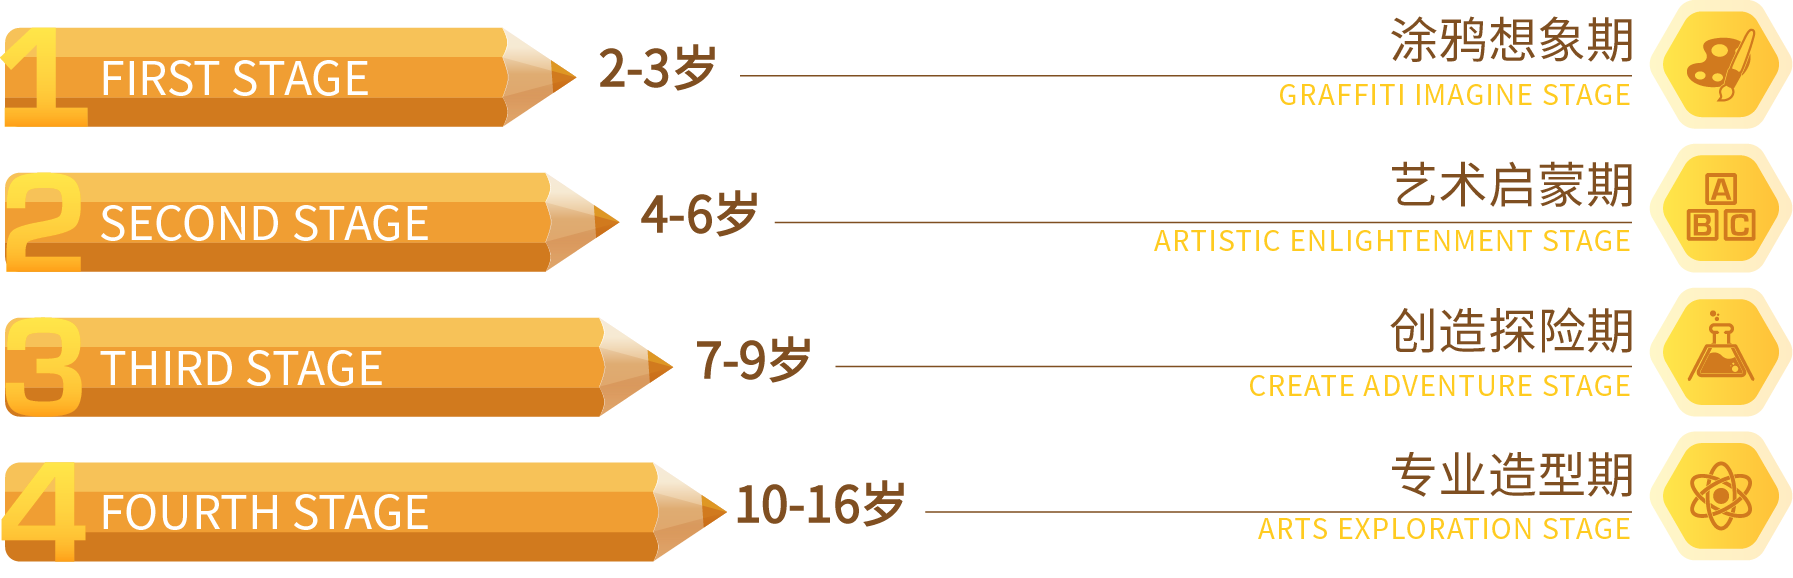 1 FIRST STAGE 2-3岁 涂鸦想象期
GRAFFITI IMAGINE STAGE
2 SECOND STAGE 4-6岁 艺术启蒙期
A
B C
ARTISTIC ENLIGHTENMENT STAGE
3 THIRD STAGE 7-9岁 创造探险期
CREATE ADVENTURE STAGE
4 FOURTH STAGE 10-16岁 专业造型期
ARTS EXPLORATION STAGE